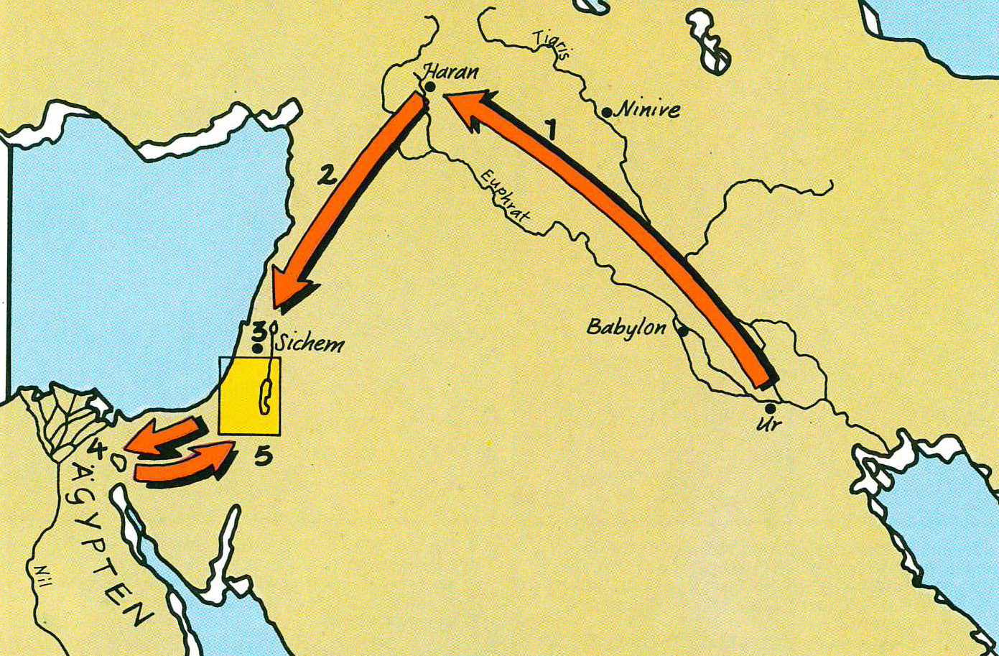 Tigris
Haran
Ninive
1
2
Euphrat
Babylon
3
Sichem
Ur
4
5
ÄGYPTEN
Nil